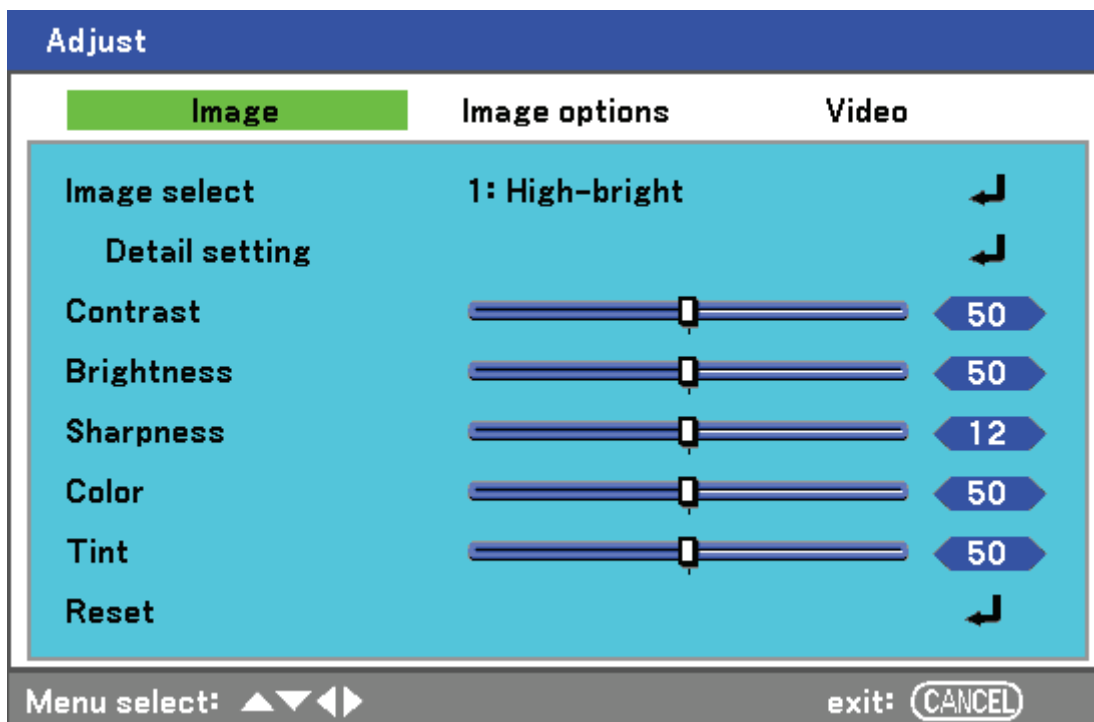 Adjust
Image Image options Video
Image select 1: High-bright
Detail setting
Contrast 50
Brightness 50
Sharpness 12
Color 50
Tint 50
Reset
Menu select: ▲▼◀▶ exit: CANCEL